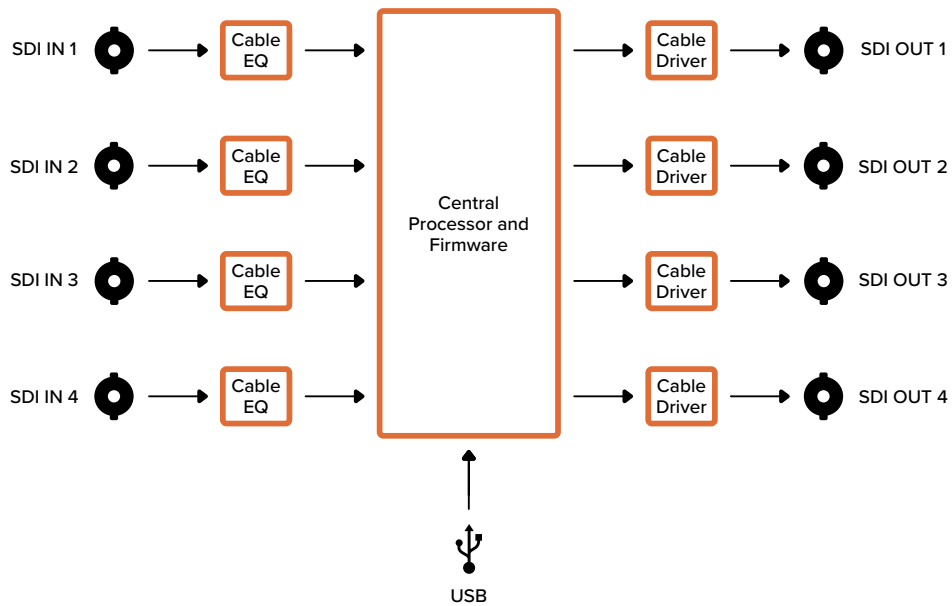 SDI IN 1
Cable
EQ
Cable
Driver
SDI OUT 1
SDI IN 2
Cable
EQ
Cable
Driver
SDI OUT 2
Central
Processor and
Firmware
SDI IN 3
Cable
EQ
Cable
Driver
SDI OUT 3
SDI IN 4
Cable
EQ
Cable
Driver
SDI OUT 4
USB